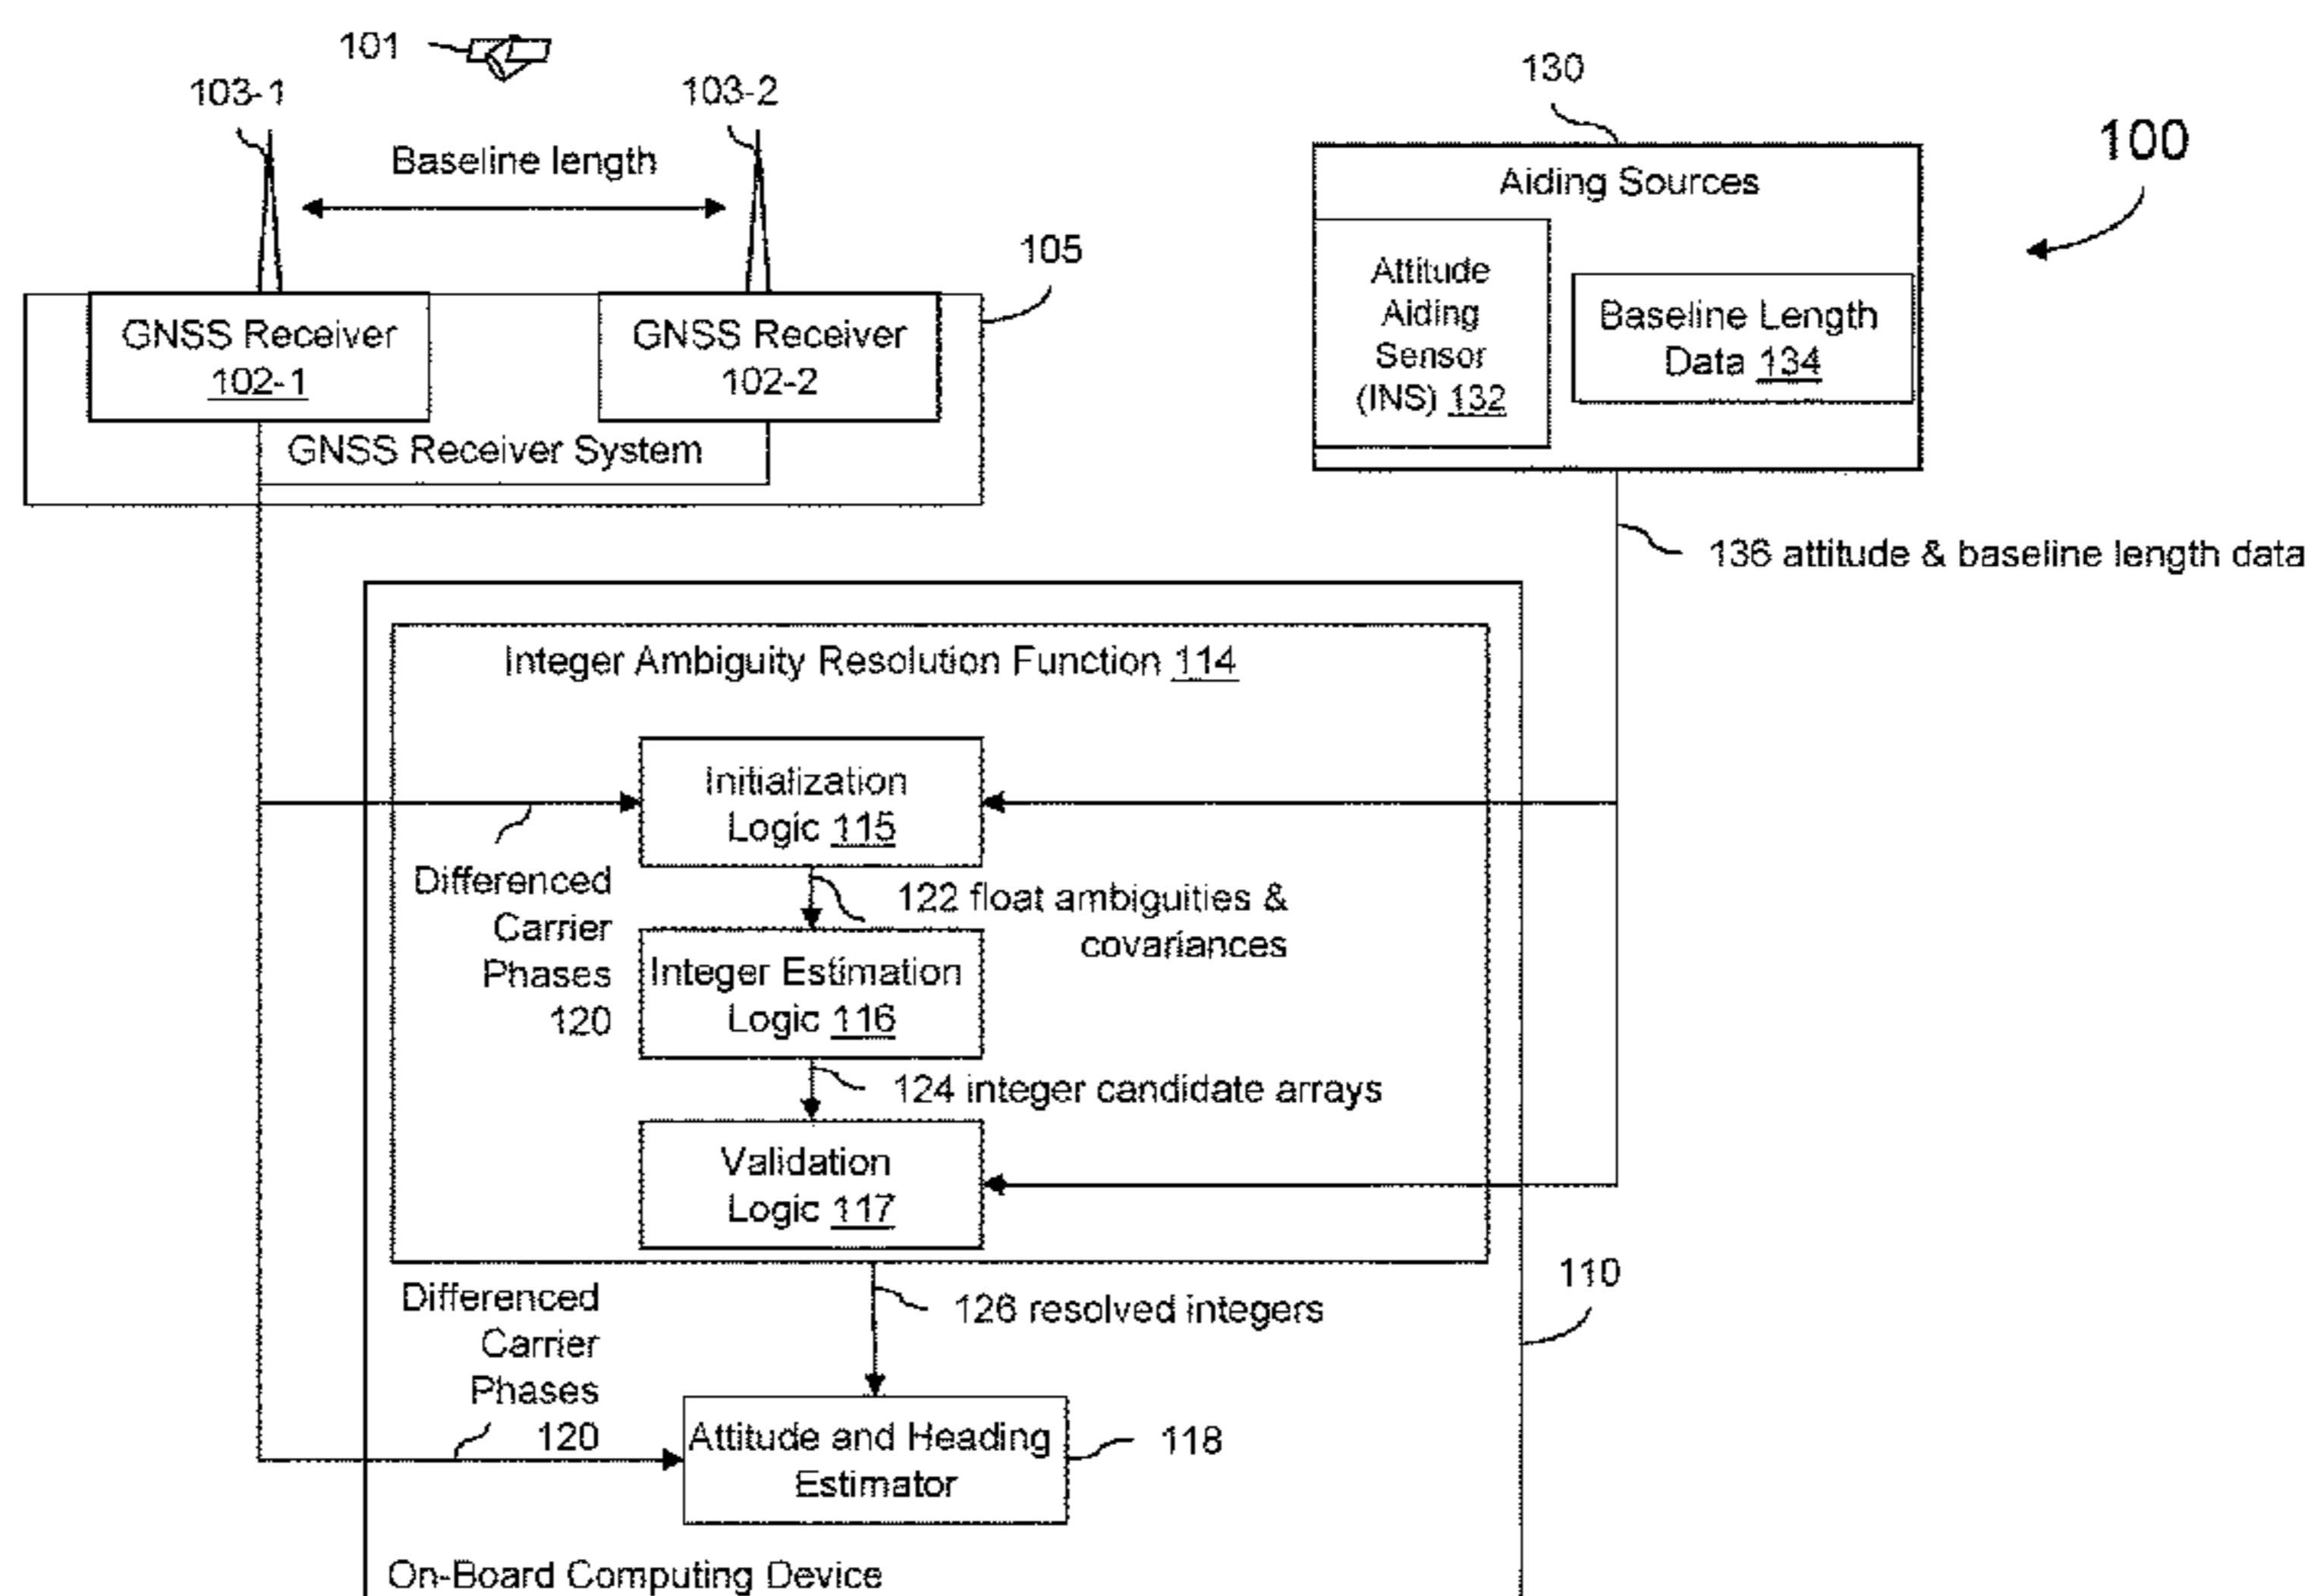 101
103-1
103-2
Baseline length
130
100
Aiding Sources
105
GNSS Receiver
102-1
GNSS Receiver
102-2
GNSS Receiver System
Attitude
Aiding
Sensor
(INS) 132
Baseline Length
Data 134
136 attitude & baseline length data
Integer Ambiguity Resolution Function 114
Initialization
Logic 115
Differenced
Carrier
Phases
120
122 float ambiguities &
covariances
Integer Estimation
Logic 116
124 integer candidate arrays
Validation
Logic 117
110
Differenced
Carrier
Phases
120
126 resolved integers
Attitude and Heading
Estimator
118
On-Board Computing Device